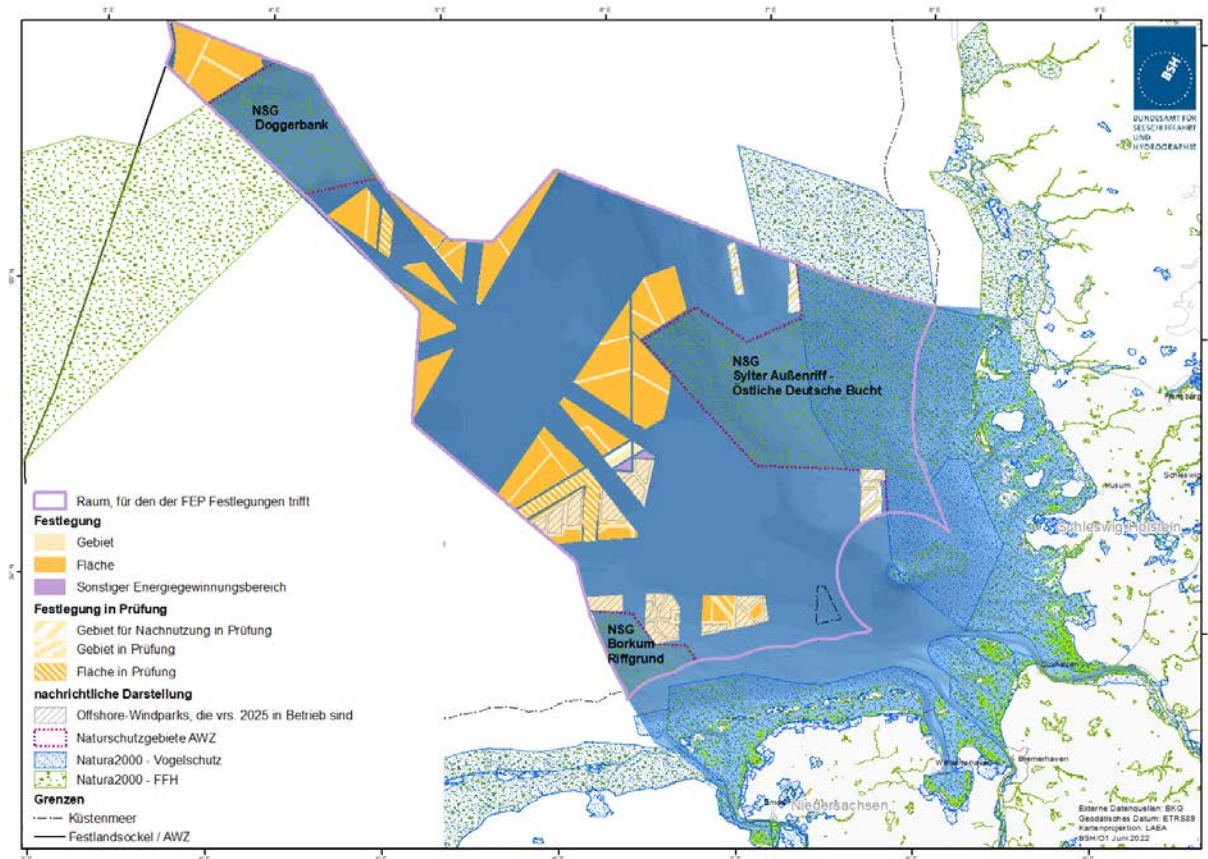 BSH
BUNDESAMT FÜR
SEESCHIFFFAHRT
UND
HYDROGRAPHIE
NSG
Doggerbank
NSG
Sylter Außenriff -
Östliche Deutsche Bucht
Flensburg
Schleswig
Husum
Schleswig-Holstein
NSG
Borkum
Riffgrund
Cuxhaven
Wilhelmshaven
Bremerhaven
Emden
Niedersachsen
Raum, für den der FEP Festlegungen trifft
Festlegung
Gebiet
Fläche
Sonstiger Energiegewinnungsbereich
Festlegung in Prüfung
Gebiet für Nachnutzung in Prüfung
Gebiet in Prüfung
Fläche in Prüfung
nachrichtliche Darstellung
Offshore-Windparks, die vrs. 2025 in Betrieb sind
Naturschutzgebiete AWZ
Natura2000 - Vogelschutz
Natura2000 - FFH
Grenzen
Küstenmeer
Festlandsockel / AWZ
Externe Datenquellen: BKG
Geodätisches Datum: ETRS89
Kartenprojektion: LAEA
BSH/O1 Juni 2022